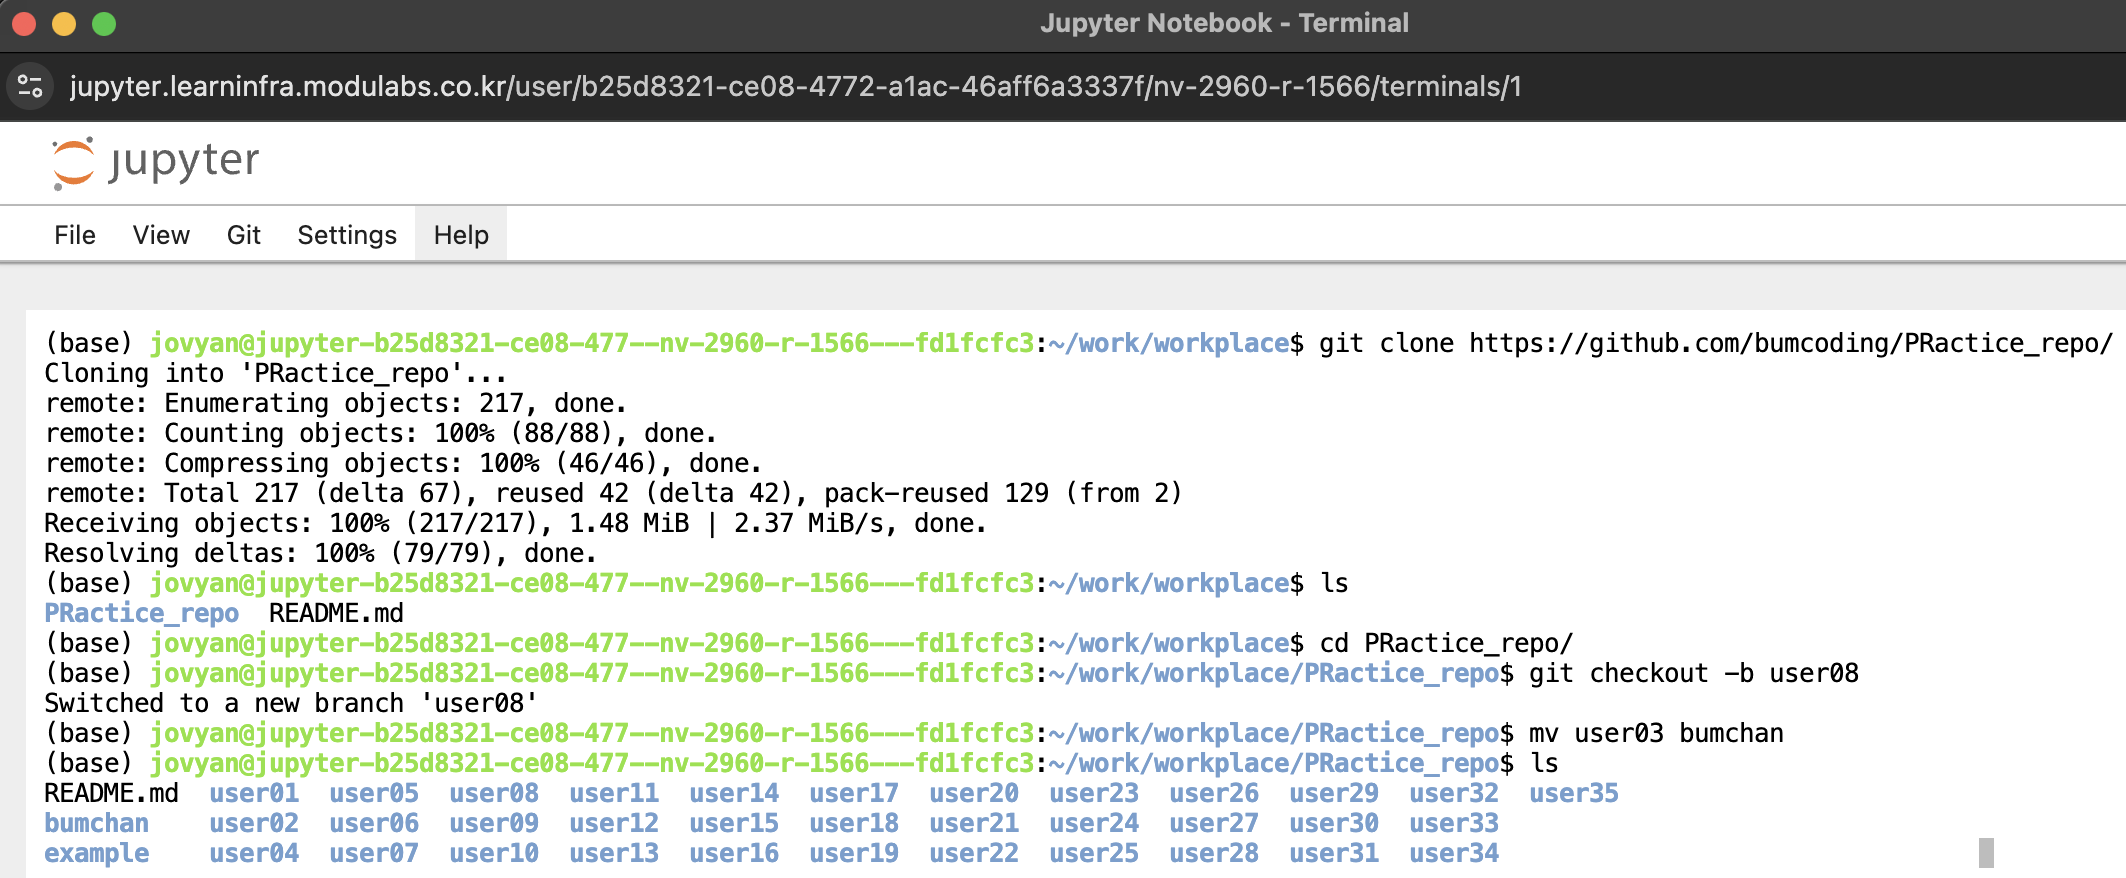 Jupyter Notebook - Terminal
jupyter.learninfra.modulabs.co.kr/user/b25d8321-ce08-4772-a1ac-46aff6a3337f/nv-2960-r-1566/terminals/1
jupyter
File View Git Settings Help
(base) jovyan@jupyter-b25d8321-ce08-477--nv-2960-r-1566---fd1fcfc3:~/work/workplace$ git clone https://github.com/bumcoding/PRactice_repo/
Cloning into 'PRactice_repo'...
remote: Enumerating objects: 217, done.
remote: Counting objects: 100% (88/88), done.
remote: Compressing objects: 100% (46/46), done.
remote: Total 217 (delta 67), reused 42 (delta 42), pack-reused 129 (from 2)
Receiving objects: 100% (217/217), 1.48 MiB | 2.37 MiB/s, done.
Resolving deltas: 100% (79/79), done.
(base) jovyan@jupyter-b25d8321-ce08-477--nv-2960-r-1566---fd1fcfc3:~/work/workplace$ ls
PRactice_repo README.md
(base) jovyan@jupyter-b25d8321-ce08-477--nv-2960-r-1566---fd1fcfc3:~/work/workplace$ cd PRactice_repo/
(base) jovyan@jupyter-b25d8321-ce08-477--nv-2960-r-1566---fd1fcfc3:~/work/workplace/PRactice_repo$ git checkout -b user08
Switched to a new branch 'user08'
(base) jovyan@jupyter-b25d8321-ce08-477--nv-2960-r-1566---fd1fcfc3:~/work/workplace/PRactice_repo$ mv user03 bumchan
(base) jovyan@jupyter-b25d8321-ce08-477--nv-2960-r-1566---fd1fcfc3:~/work/workplace/PRactice_repo$ ls
README.md user01 user05 user08 user11 user14 user17 user20 user23 user26 user29 user32 user35
bumchan user02 user06 user09 user12 user15 user18 user21 user24 user27 user30 user33
example user04 user07 user10 user13 user16 user19 user22 user25 user28 user31 user34